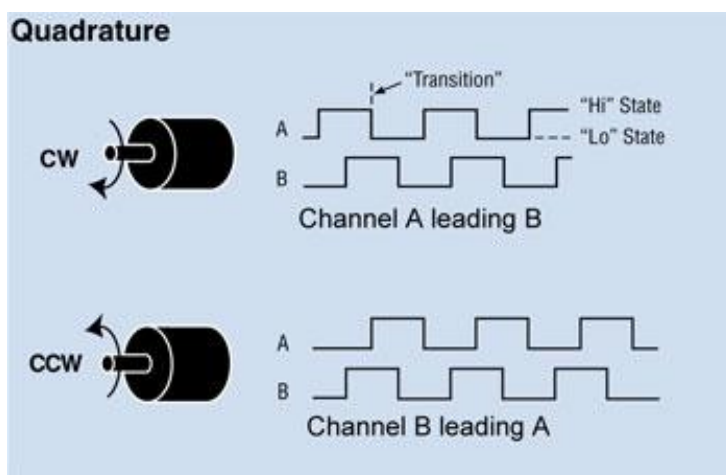 Quadrature
"Transition"
"Hi" State
A
"Lo" State
CW
B
Channel A leading B
A
CCW
B
Channel B leading A